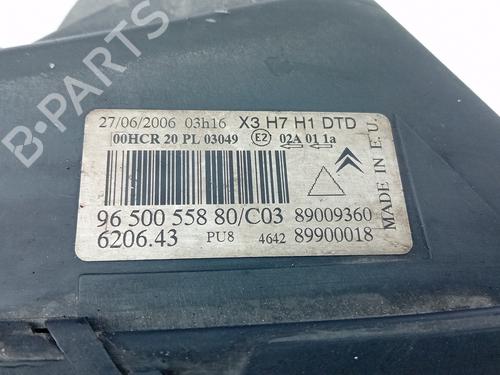 B-PARTS
27/06/2006 03h16 X3 H7 H1 DTD
00HCR 20 PL 03049 E2 02A 01 1a
96 500 558 80/C03 89009360
6206.43 PU8 4642 89900018
MADE IN E.U.